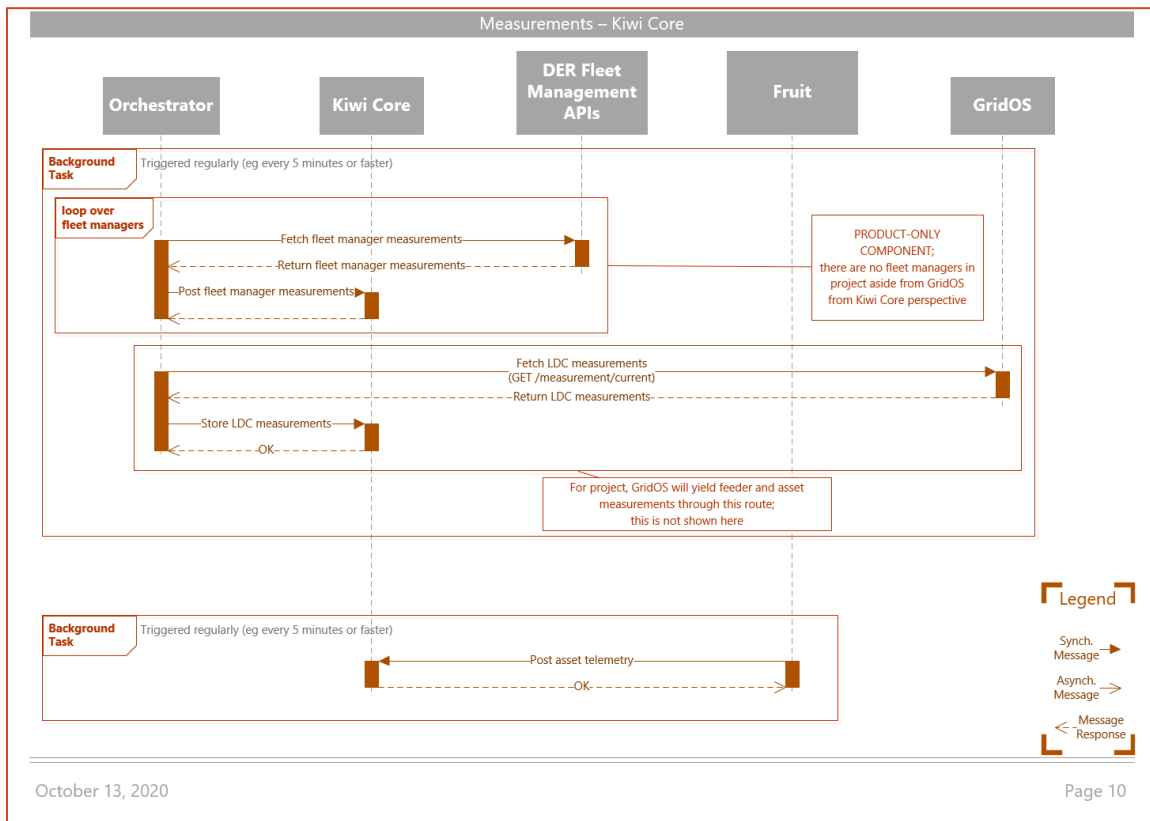 Measurements – Kiwi Core
Orchestrator
Kiwi Core
DER Fleet
Management
APIs
Fruit
GridOS
Background
Task
Triggered regularly (eg every 5 minutes or faster)
loop over
fleet managers
Fetch fleet manager measurements
Return fleet manager measurements
Post fleet manager measurements
PRODUCT-ONLY
COMPONENT;
there are no fleet managers in
project aside from GridOS
from Kiwi Core perspective
Fetch LDC measurements
(GET /measurement/current)
Return LDC measurements
Store LDC measurements
OK
For project, GridOS will yield feeder and asset
measurements through this route;
this is not shown here
Background
Task
Triggered regularly (eg every 5 minutes or faster)
Post asset telemetry
OK
Legend
Synch.
Message
Asynch.
Message
Message
Response
October 13, 2020
Page 10